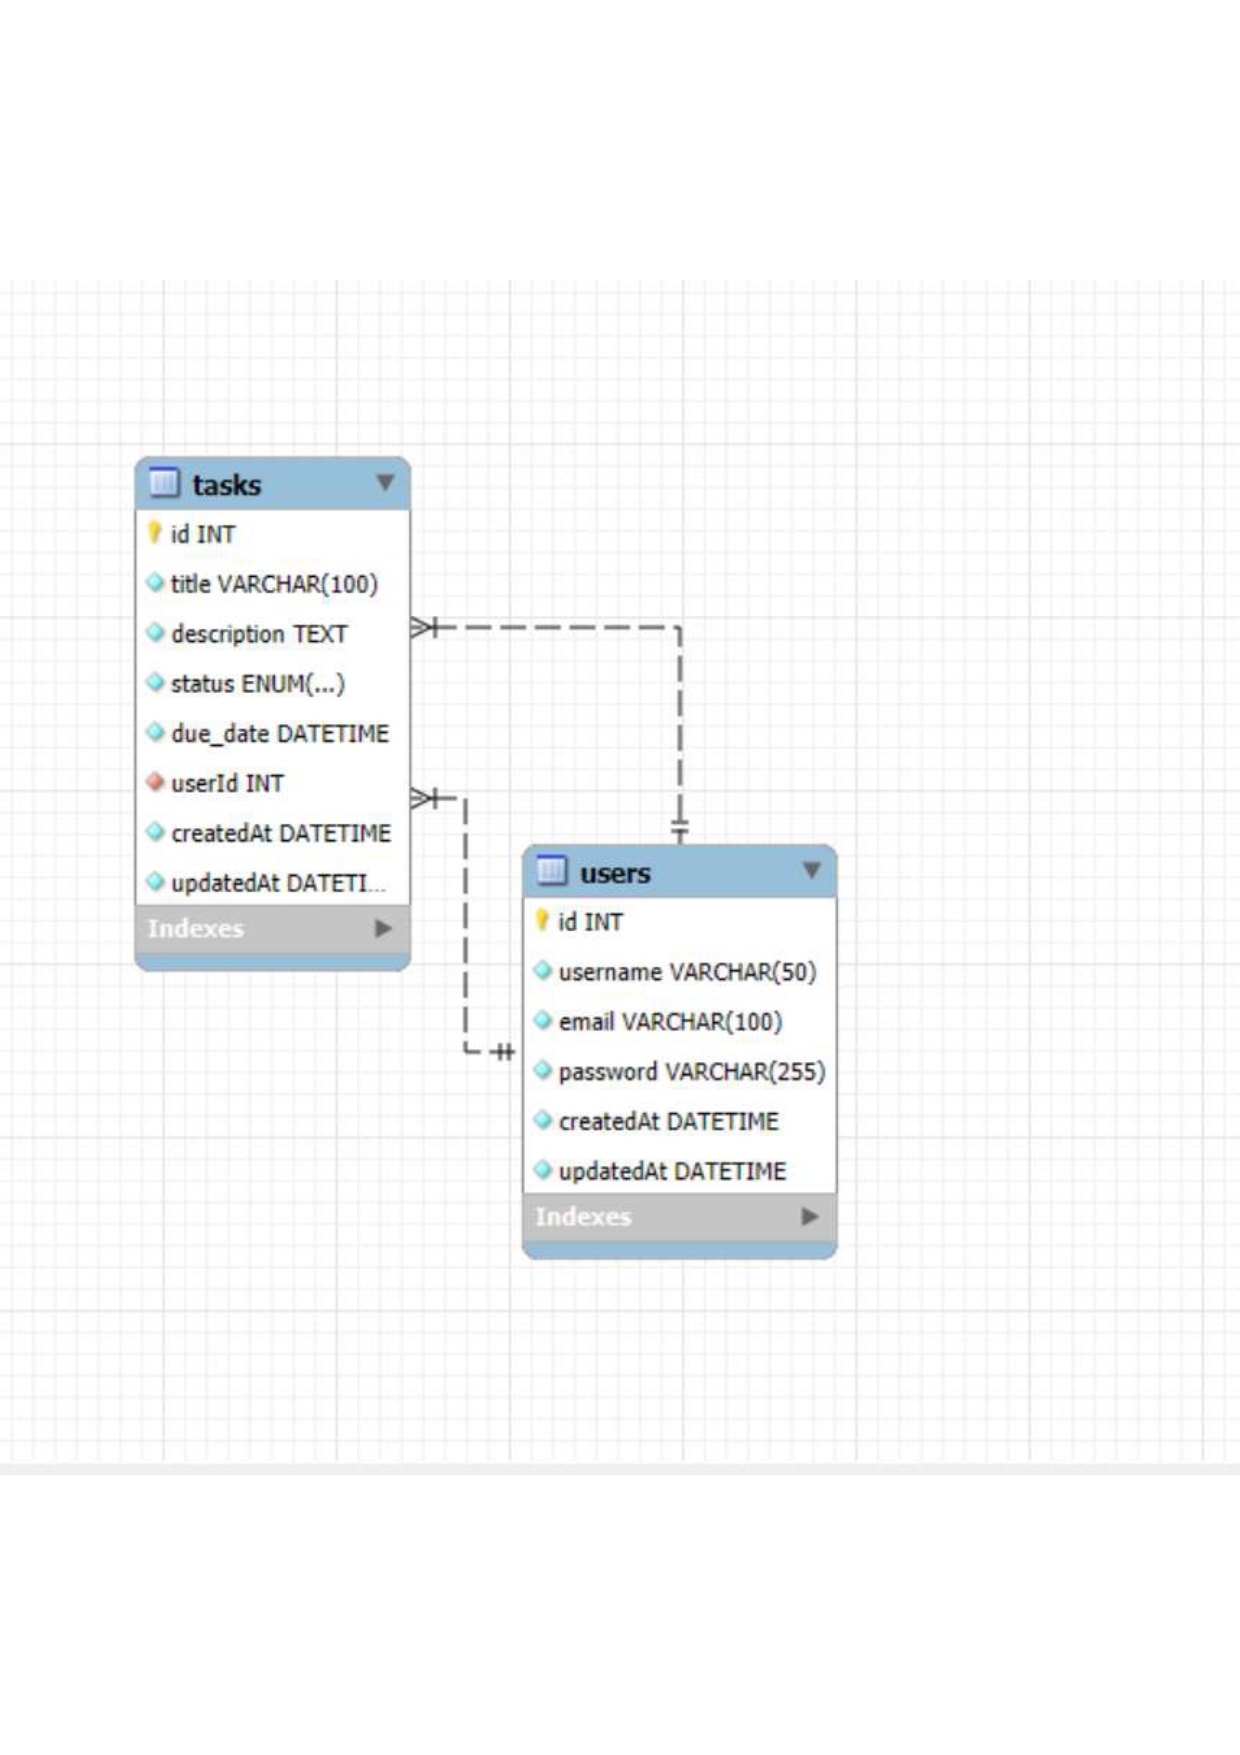 tasks
id INT
title VARCHAR(100)
description TEXT
status ENUM(...)
due_date DATETIME
userId INT
createdAt DATETIME
updatedAt DATETI...
Indexes
users
id INT
username VARCHAR(50)
email VARCHAR(100)
password VARCHAR(255)
createdAt DATETIME
updatedAt DATETIME
Indexes